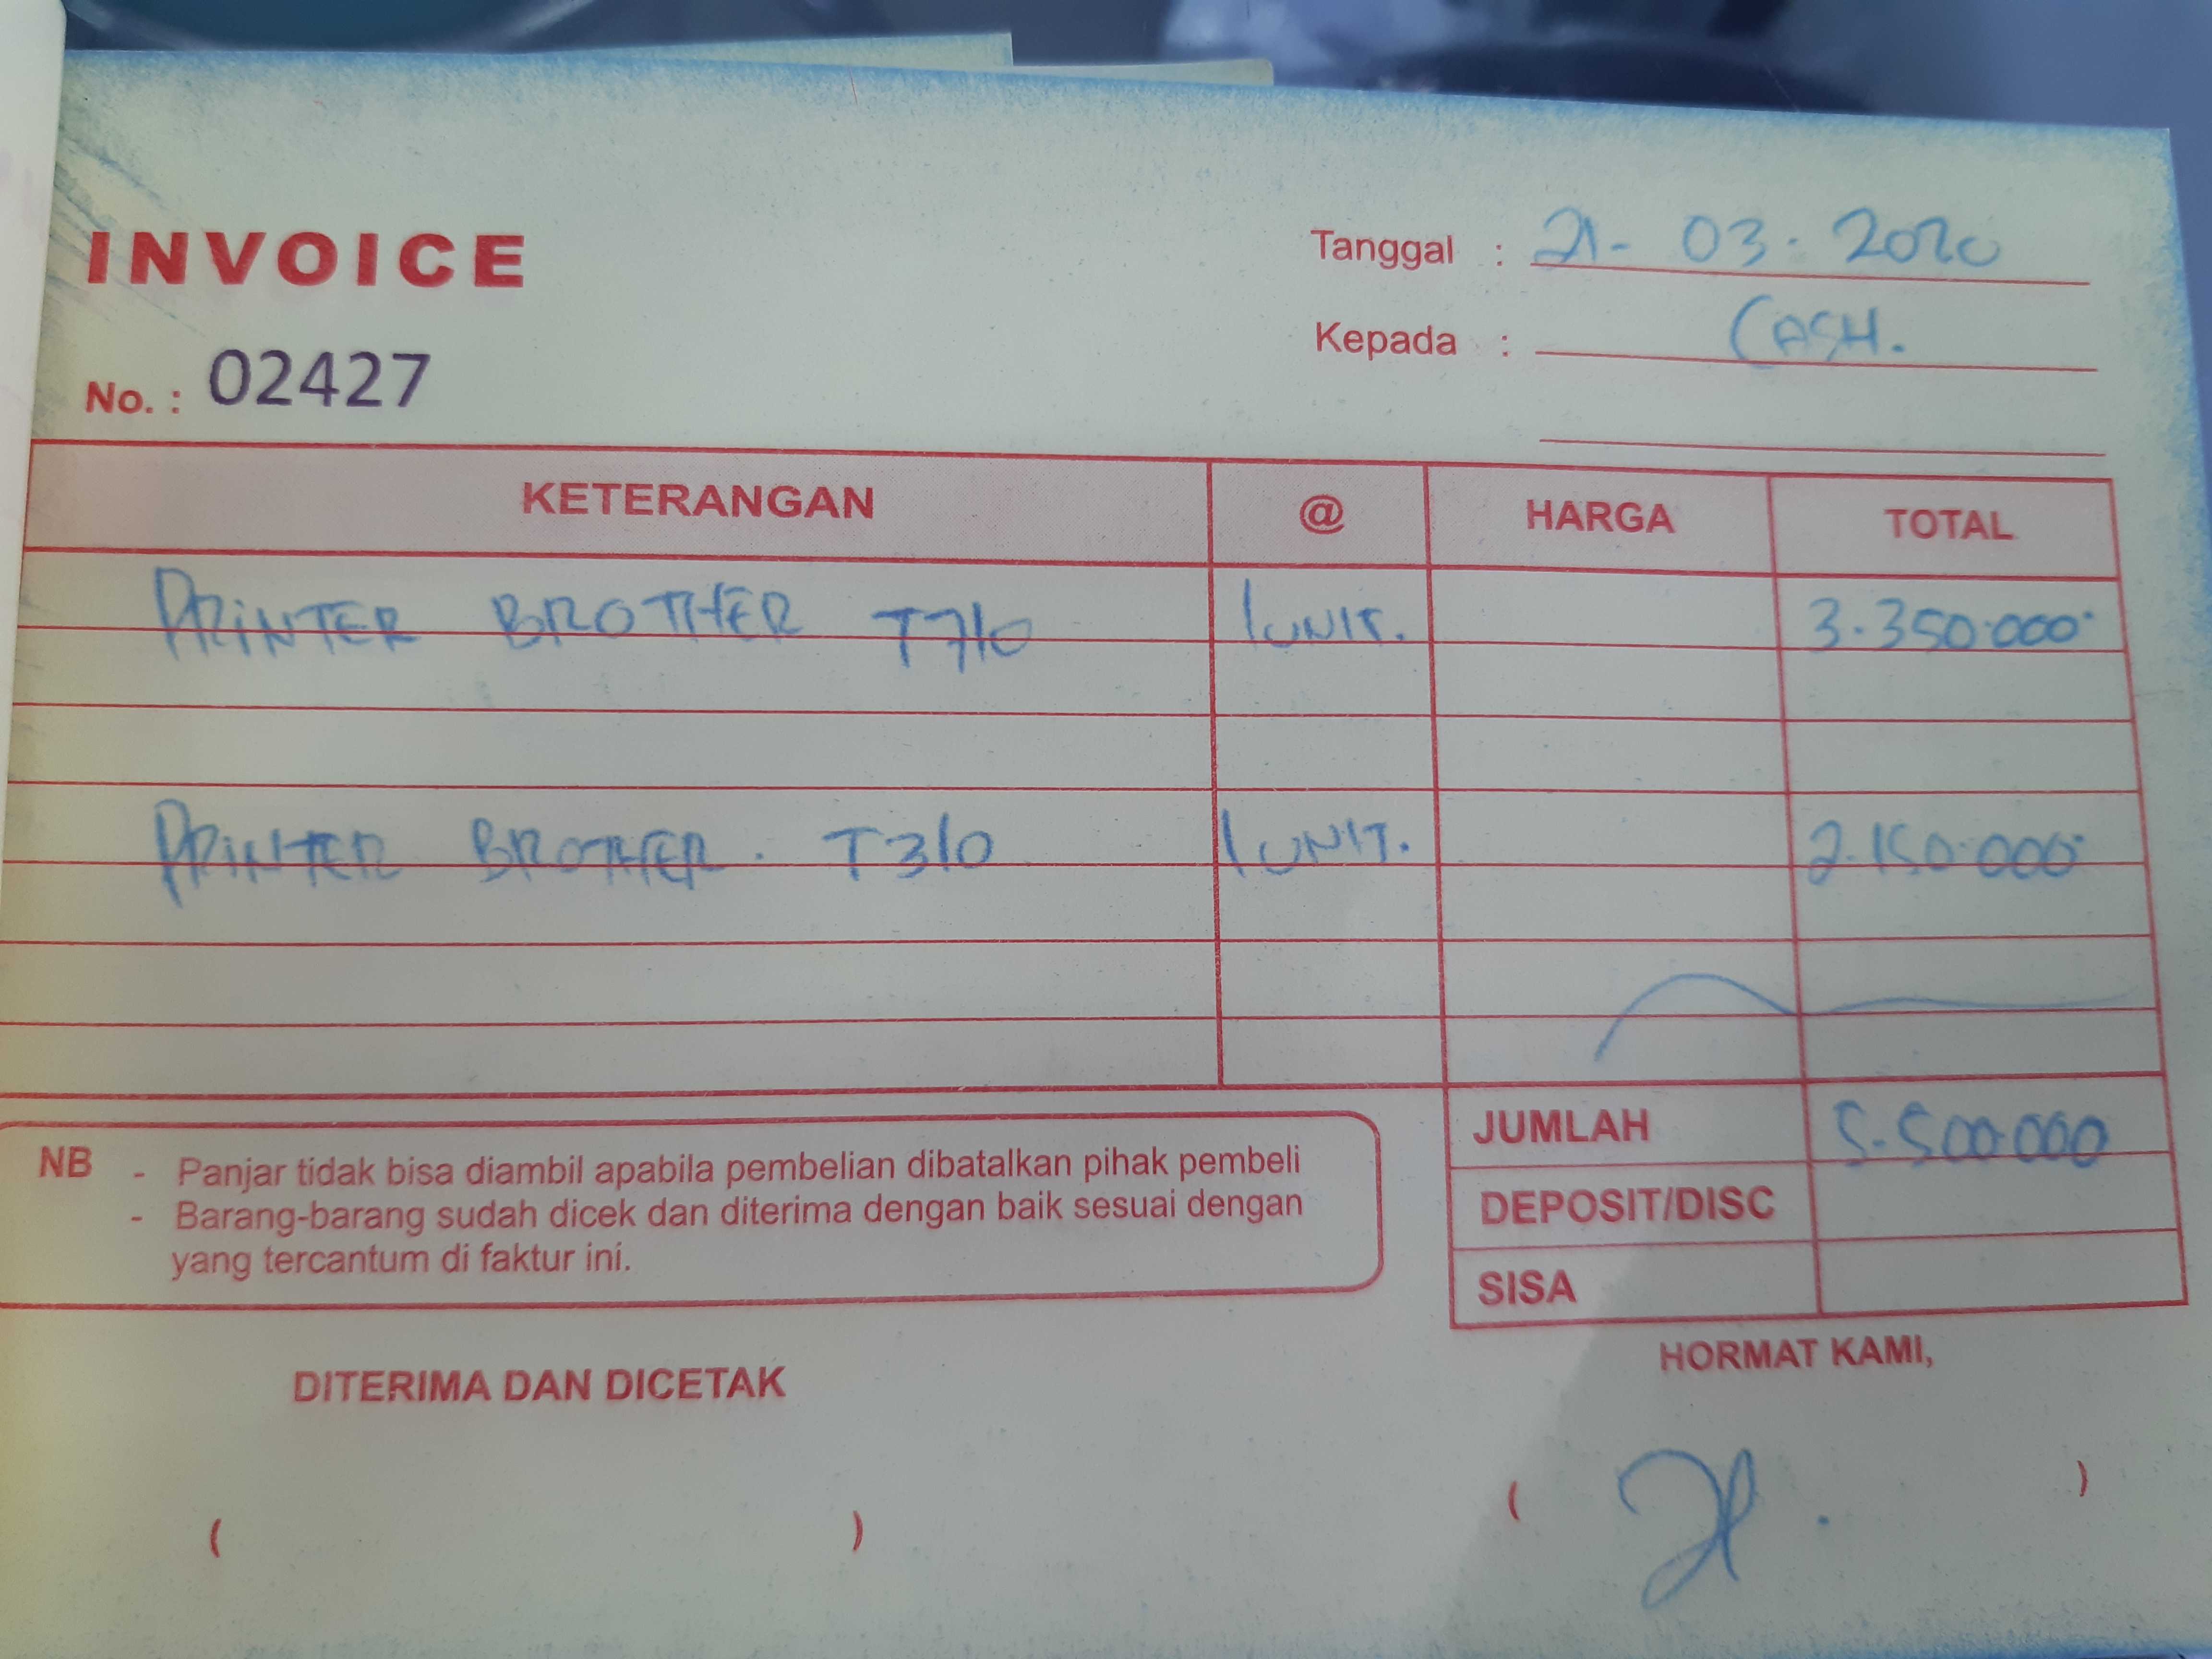 INVOICE
Tanggal : 21- 03 - 2020
Kepada : CASH.
No. : 02427
KETERANGAN @ HARGA TOTAL
PRINTER BROTHER T710 1 UNIT. 3.350.000
PRINTER BROTHER. T310 1 UNIT. 2.150.000
JUMLAH 5.500.000
DEPOSIT/DISC
SISA
NB - Panjar tidak bisa diambil apabila pembelian dibatalkan pihak pembeli
- Barang-barang sudah dicek dan diterima dengan baik sesuai dengan
yang tercantum di faktur ini.
DITERIMA DAN DICETAK
HORMAT KAMI,
( )
( )